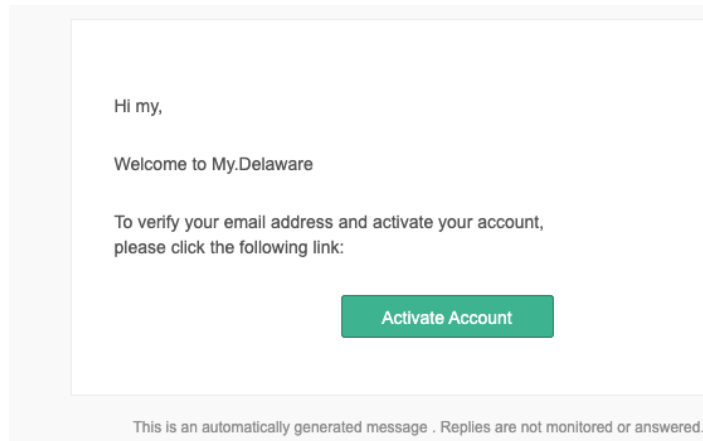 Hi my,
Welcome to My.Delaware
To verify your email address and activate your account,
please click the following link:
Activate Account
This is an automatically generated message . Replies are not monitored or answered.